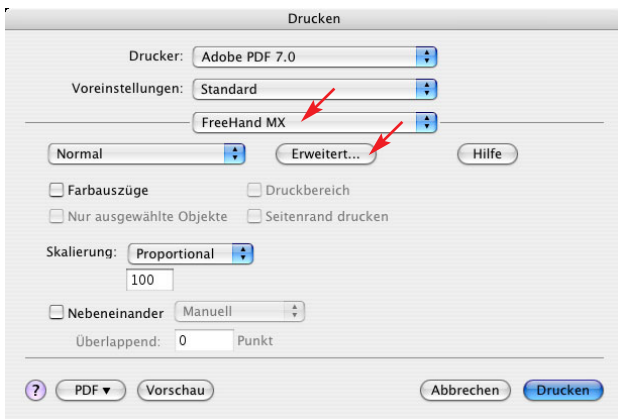 Drucken
Drucker: Adobe PDF 7.0
Voreinstellungen: Standard
FreeHand MX
Normal Erweitert... Hilfe
Farbauszüge Druckbereich
Nur ausgewählte Objekte Seitenrand drucken
Skalierung: Proportional
100
Nebeneinander Manuell
Überlappend: 0 Punkt
? PDF ▼ Vorschau Abbrechen Drucken